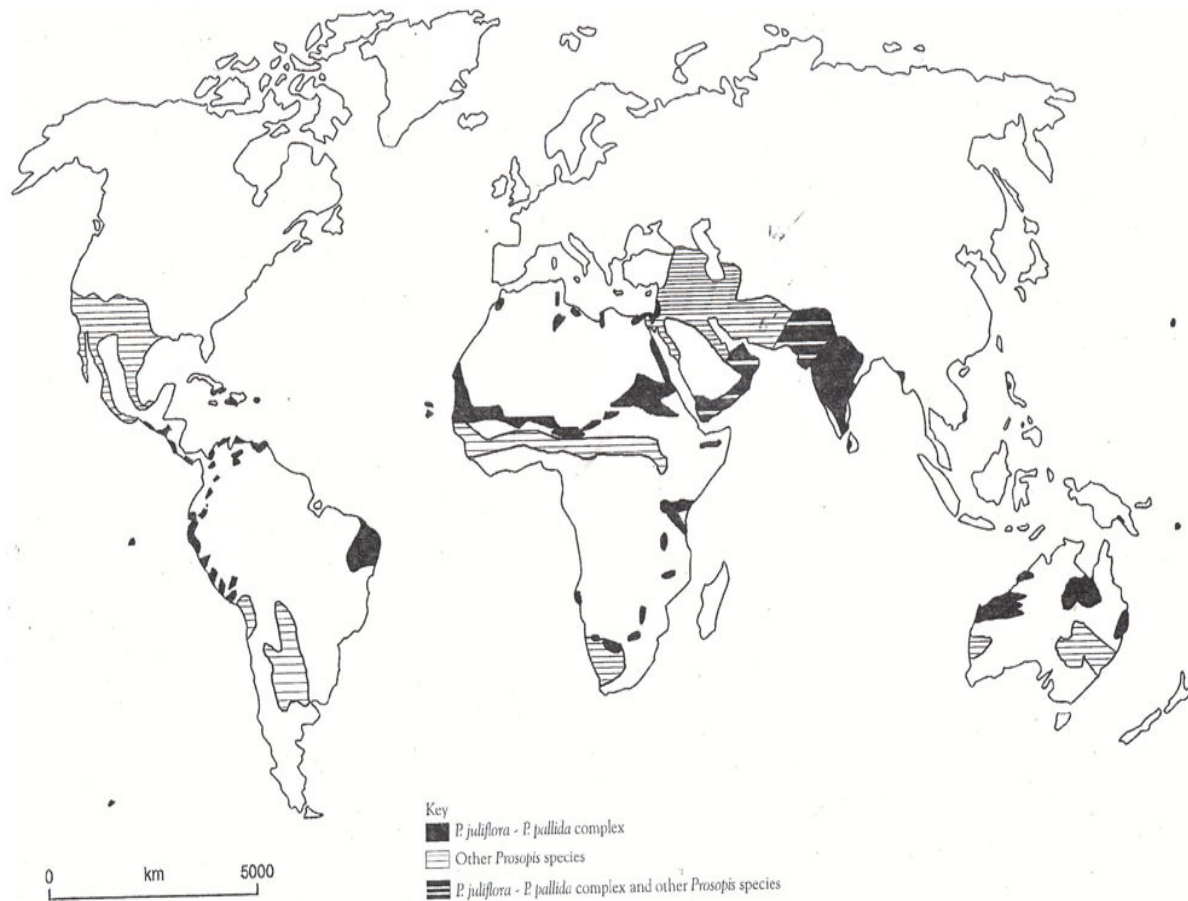 Key
P. juliflora - P. pallida complex
Other Prosopis species
P. juliflora - P. pallida complex and other Prosopis species
0 km 5000